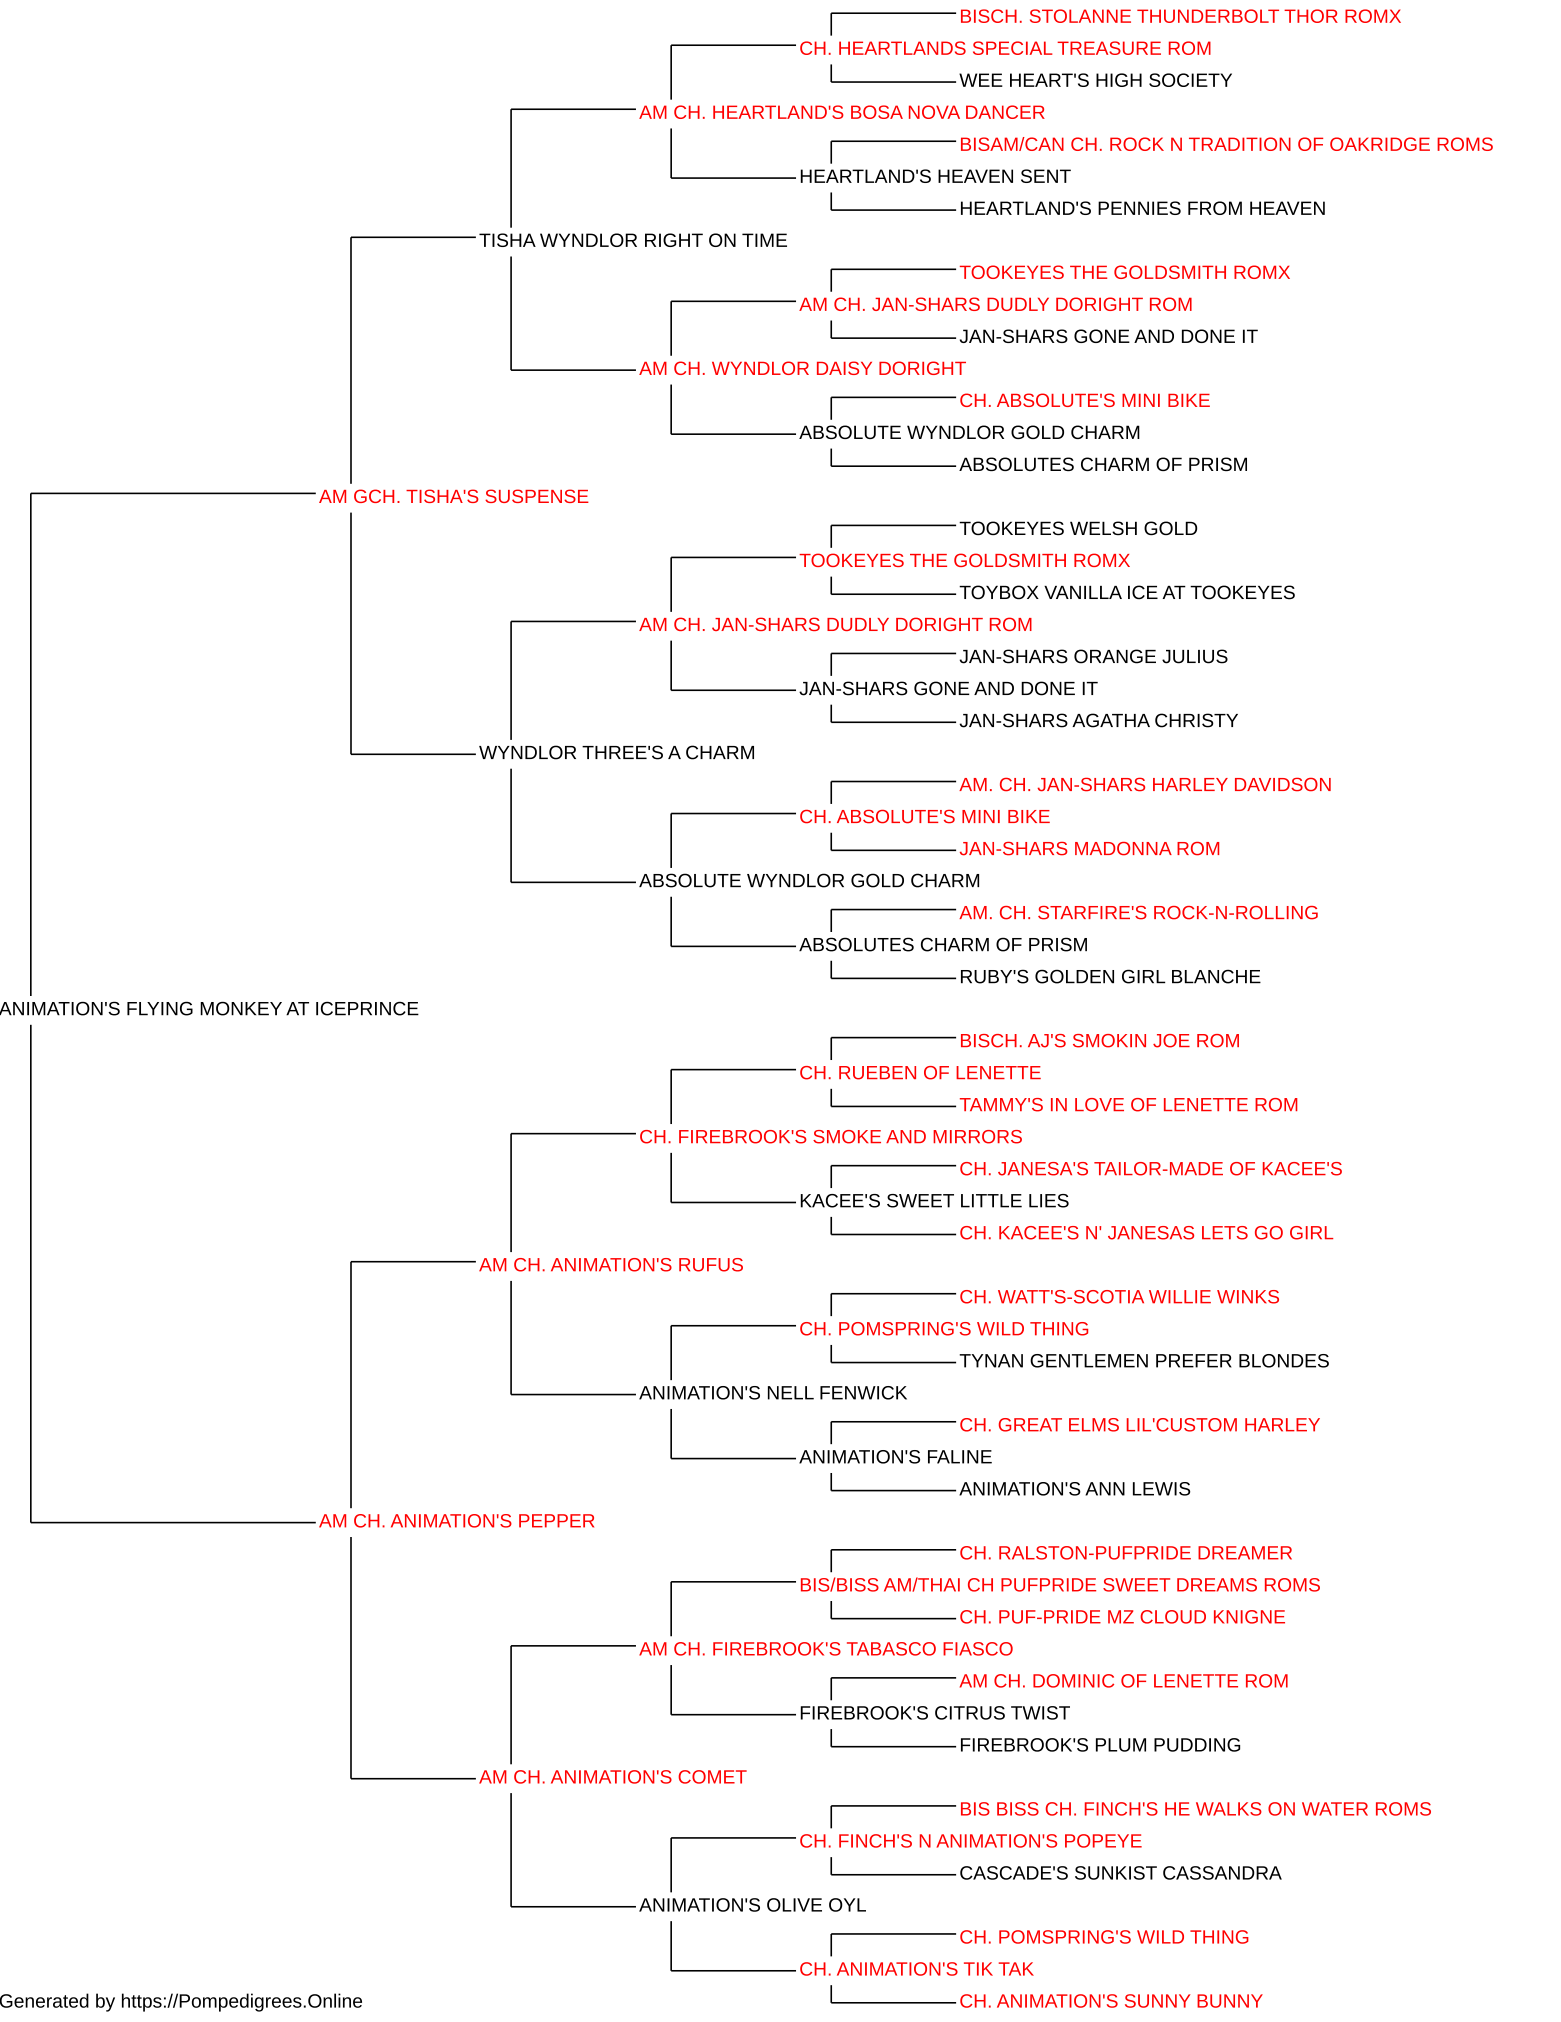 BISCH. STOLANNE THUNDERBOLT THOR ROMX
CH. HEARTLANDS SPECIAL TREASURE ROM
WEE HEART'S HIGH SOCIETY
AM CH. HEARTLAND'S BOSA NOVA DANCER
BISAM/CAN CH. ROCK N TRADITION OF OAKRIDGE ROMS
HEARTLAND'S HEAVEN SENT
HEARTLAND'S PENNIES FROM HEAVEN
TISHA WYNDLOR RIGHT ON TIME
TOOKEYES THE GOLDSMITH ROMX
AM CH. JAN-SHARS DUDLY DORIGHT ROM
JAN-SHARS GONE AND DONE IT
AM CH. WYNDLOR DAISY DORIGHT
CH. ABSOLUTE'S MINI BIKE
ABSOLUTE WYNDLOR GOLD CHARM
ABSOLUTES CHARM OF PRISM
AM GCH. TISHA'S SUSPENSE
TOOKEYES WELSH GOLD
TOOKEYES THE GOLDSMITH ROMX
TOYBOX VANILLA ICE AT TOOKEYES
AM CH. JAN-SHARS DUDLY DORIGHT ROM
JAN-SHARS ORANGE JULIUS
JAN-SHARS GONE AND DONE IT
JAN-SHARS AGATHA CHRISTY
WYNDLOR THREE'S A CHARM
AM. CH. JAN-SHARS HARLEY DAVIDSON
CH. ABSOLUTE'S MINI BIKE
JAN-SHARS MADONNA ROM
ABSOLUTE WYNDLOR GOLD CHARM
AM. CH. STARFIRE'S ROCK-N-ROLLING
ABSOLUTES CHARM OF PRISM
RUBY'S GOLDEN GIRL BLANCHE
ANIMATION'S FLYING MONKEY AT ICEPRINCE
BISCH. AJ'S SMOKIN JOE ROM
CH. RUEBEN OF LENETTE
TAMMY'S IN LOVE OF LENETTE ROM
CH. FIREBROOK'S SMOKE AND MIRRORS
CH. JANESA'S TAILOR-MADE OF KACEE'S
KACEE'S SWEET LITTLE LIES
CH. KACEE'S N' JANESAS LETS GO GIRL
AM CH. ANIMATION'S RUFUS
CH. WATT'S-SCOTIA WILLIE WINKS
CH. POMSPRING'S WILD THING
TYNAN GENTLEMEN PREFER BLONDES
ANIMATION'S NELL FENWICK
CH. GREAT ELMS LIL'CUSTOM HARLEY
ANIMATION'S FALINE
ANIMATION'S ANN LEWIS
AM CH. ANIMATION'S PEPPER
CH. RALSTON-PUFPRIDE DREAMER
BIS/BISS AM/THAI CH PUFPRIDE SWEET DREAMS ROMS
CH. PUF-PRIDE MZ CLOUD KNIGNE
AM CH. FIREBROOK'S TABASCO FIASCO
AM CH. DOMINIC OF LENETTE ROM
FIREBROOK'S CITRUS TWIST
FIREBROOK'S PLUM PUDDING
AM CH. ANIMATION'S COMET
BIS BISS CH. FINCH'S HE WALKS ON WATER ROMS
CH. FINCH'S N ANIMATION'S POPEYE
CASCADE'S SUNKIST CASSANDRA
ANIMATION'S OLIVE OYL
CH. POMSPRING'S WILD THING
CH. ANIMATION'S TIK TAK
CH. ANIMATION'S SUNNY BUNNY
Generated by https://Pompedigrees.Online